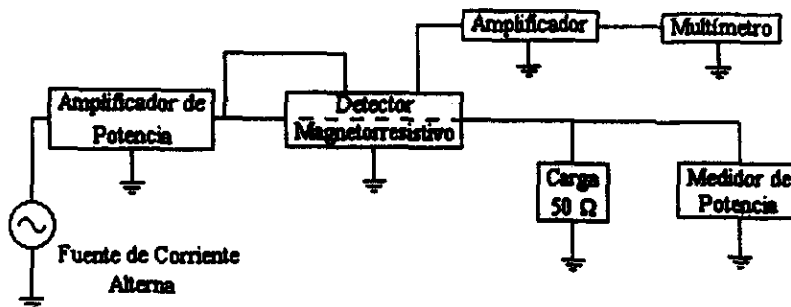 Amplificador
Multímetro
Amplificador de
Potencia
Detector
Magnetorresistivo
Carga
50 Ω
Medidor de
Potencia
Fuente de Corriente
Alterna